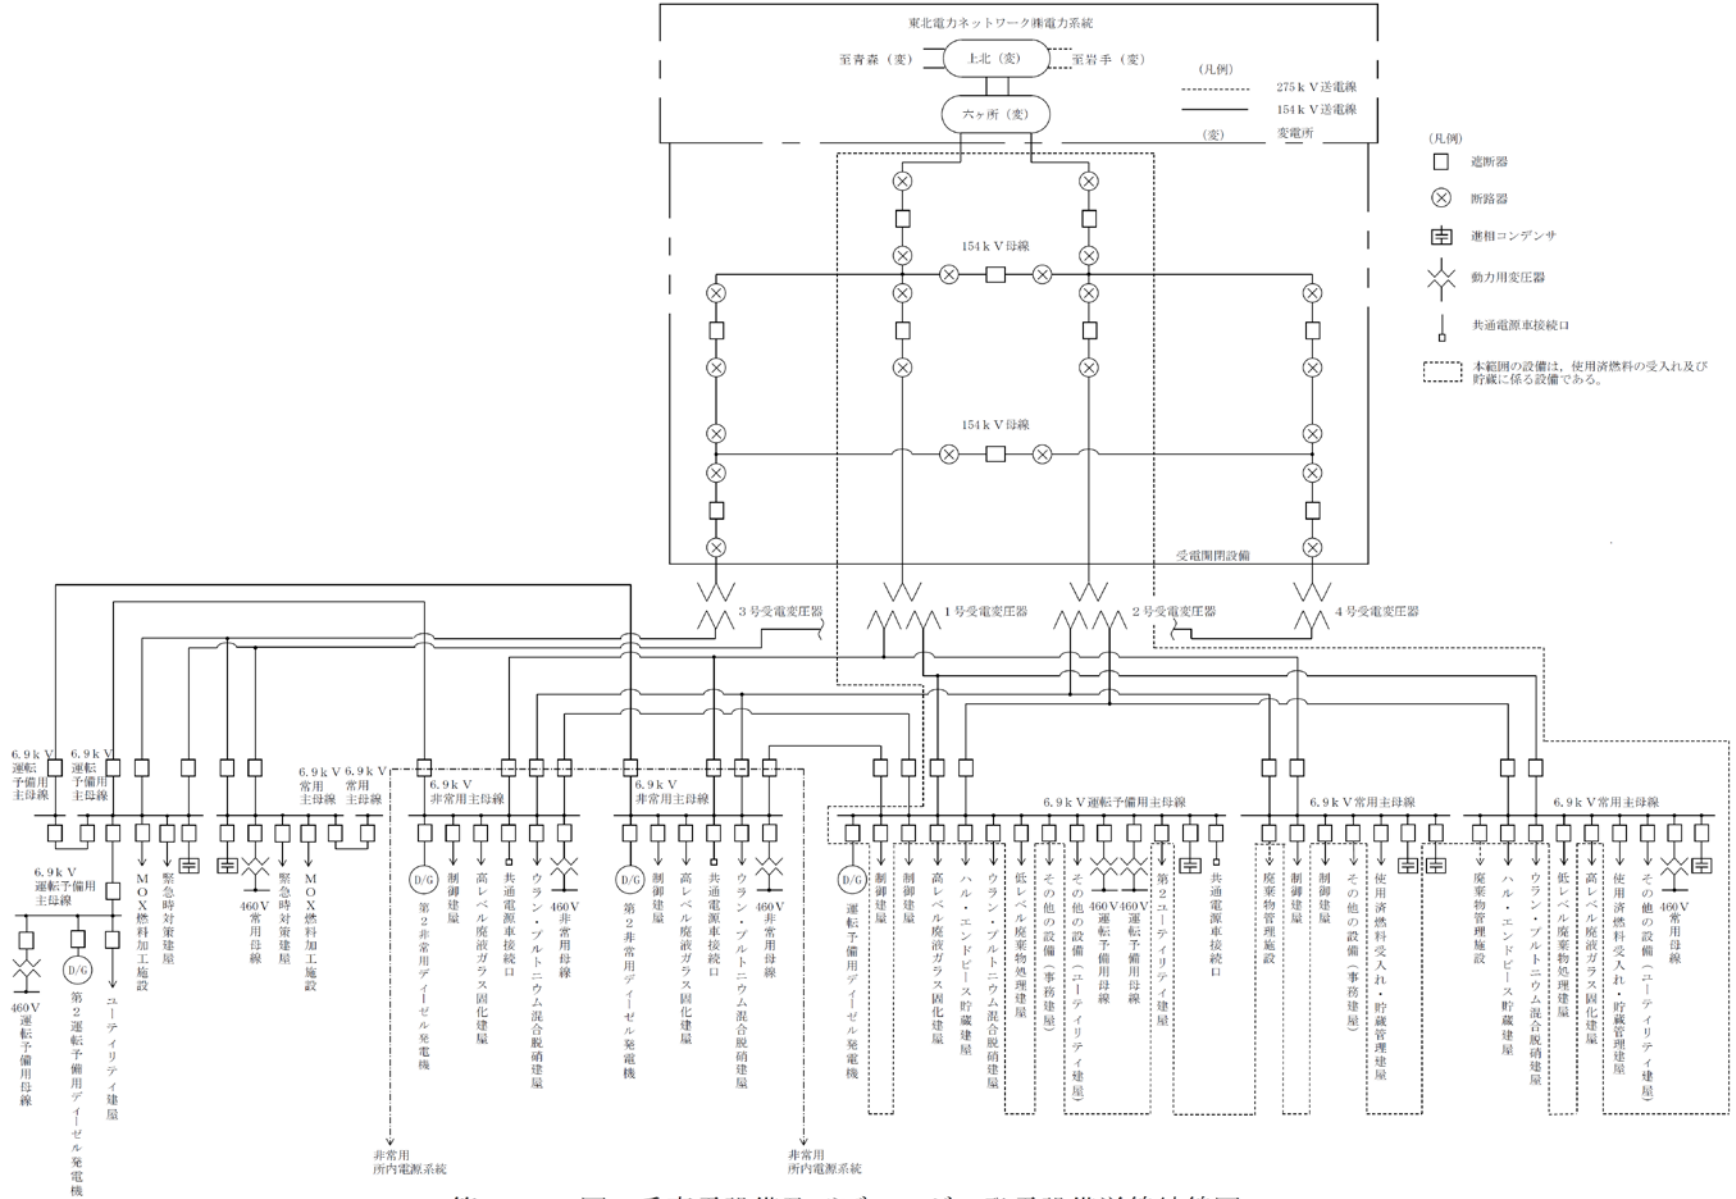 東北電力ネットワーク㈱電力系統
至青森（変）
上北（変）
至岩手（変）
六ヶ所（変）
(凡例)
275ｋＶ送電線
154ｋＶ送電線
(変) 変電所
(凡例)
遮断器
断路器
進相コンデンサ
動力用変圧器
共通電源車接続口
本範囲の設備は，使用済燃料の受入れ及び
貯蔵に係る設備である。
154ｋＶ母線
154ｋＶ母線
受電開閉設備
３号受電変圧器
１号受電変圧器
２号受電変圧器
４号受電変圧器
6.9ｋＶ
運転
予備用
主母線
6.9ｋＶ
運転
予備用
主母線
6.9ｋＶ
常用
主母線
6.9ｋＶ
常用
主母線
6.9ｋＶ
非常用主母線
6.9ｋＶ
非常用主母線
6.9ｋＶ運転予備用主母線
6.9ｋＶ常用主母線
6.9ｋＶ常用主母線
6.9ｋＶ
運転予備用
主母線
460Ｖ運転予備用母線
D/G
第２運転予備用ディーゼル発電機
ユーティリティ建屋
ＭＯＸ燃料加工施設
緊急時対策建屋
460Ｖ常用母線
緊急時対策建屋
ＭＯＸ燃料加工施設
D/G
第２非常用ディーゼル発電機
制御建屋
高レベル廃液ガラス固化建屋
共通電源車接続口
ウラン・プルトニウム混合脱硝建屋
460Ｖ非常用母線
D/G
第２非常用ディーゼル発電機
制御建屋
高レベル廃液ガラス固化建屋
共通電源車接続口
ウラン・プルトニウム混合脱硝建屋
460Ｖ非常用母線
D/G
運転予備用ディーゼル発電機
制御建屋
制御建屋
高レベル廃液ガラス固化建屋
ハル・エンドピース貯蔵建屋
ウラン・プルトニウム混合脱硝建屋
低レベル廃棄物処理建屋
その他の設備（事務建屋）
その他の設備（ユーティリティ建屋）
460Ｖ運転予備用母線
460Ｖ運転予備用母線
第２ユーティリティ建屋
共通電源車接続口
廃棄物管理施設
制御建屋
制御建屋
その他の設備（事務建屋）
使用済燃料受入れ・貯蔵管理建屋
廃棄物管理施設
ハル・エンドピース貯蔵建屋
ウラン・プルトニウム混合脱硝建屋
低レベル廃棄物処理建屋
高レベル廃液ガラス固化建屋
使用済燃料受入れ・貯蔵管理建屋
その他の設備（ユーティリティ建屋）
460Ｖ常用母線
非常用
所内電源系統
非常用
所内電源系統